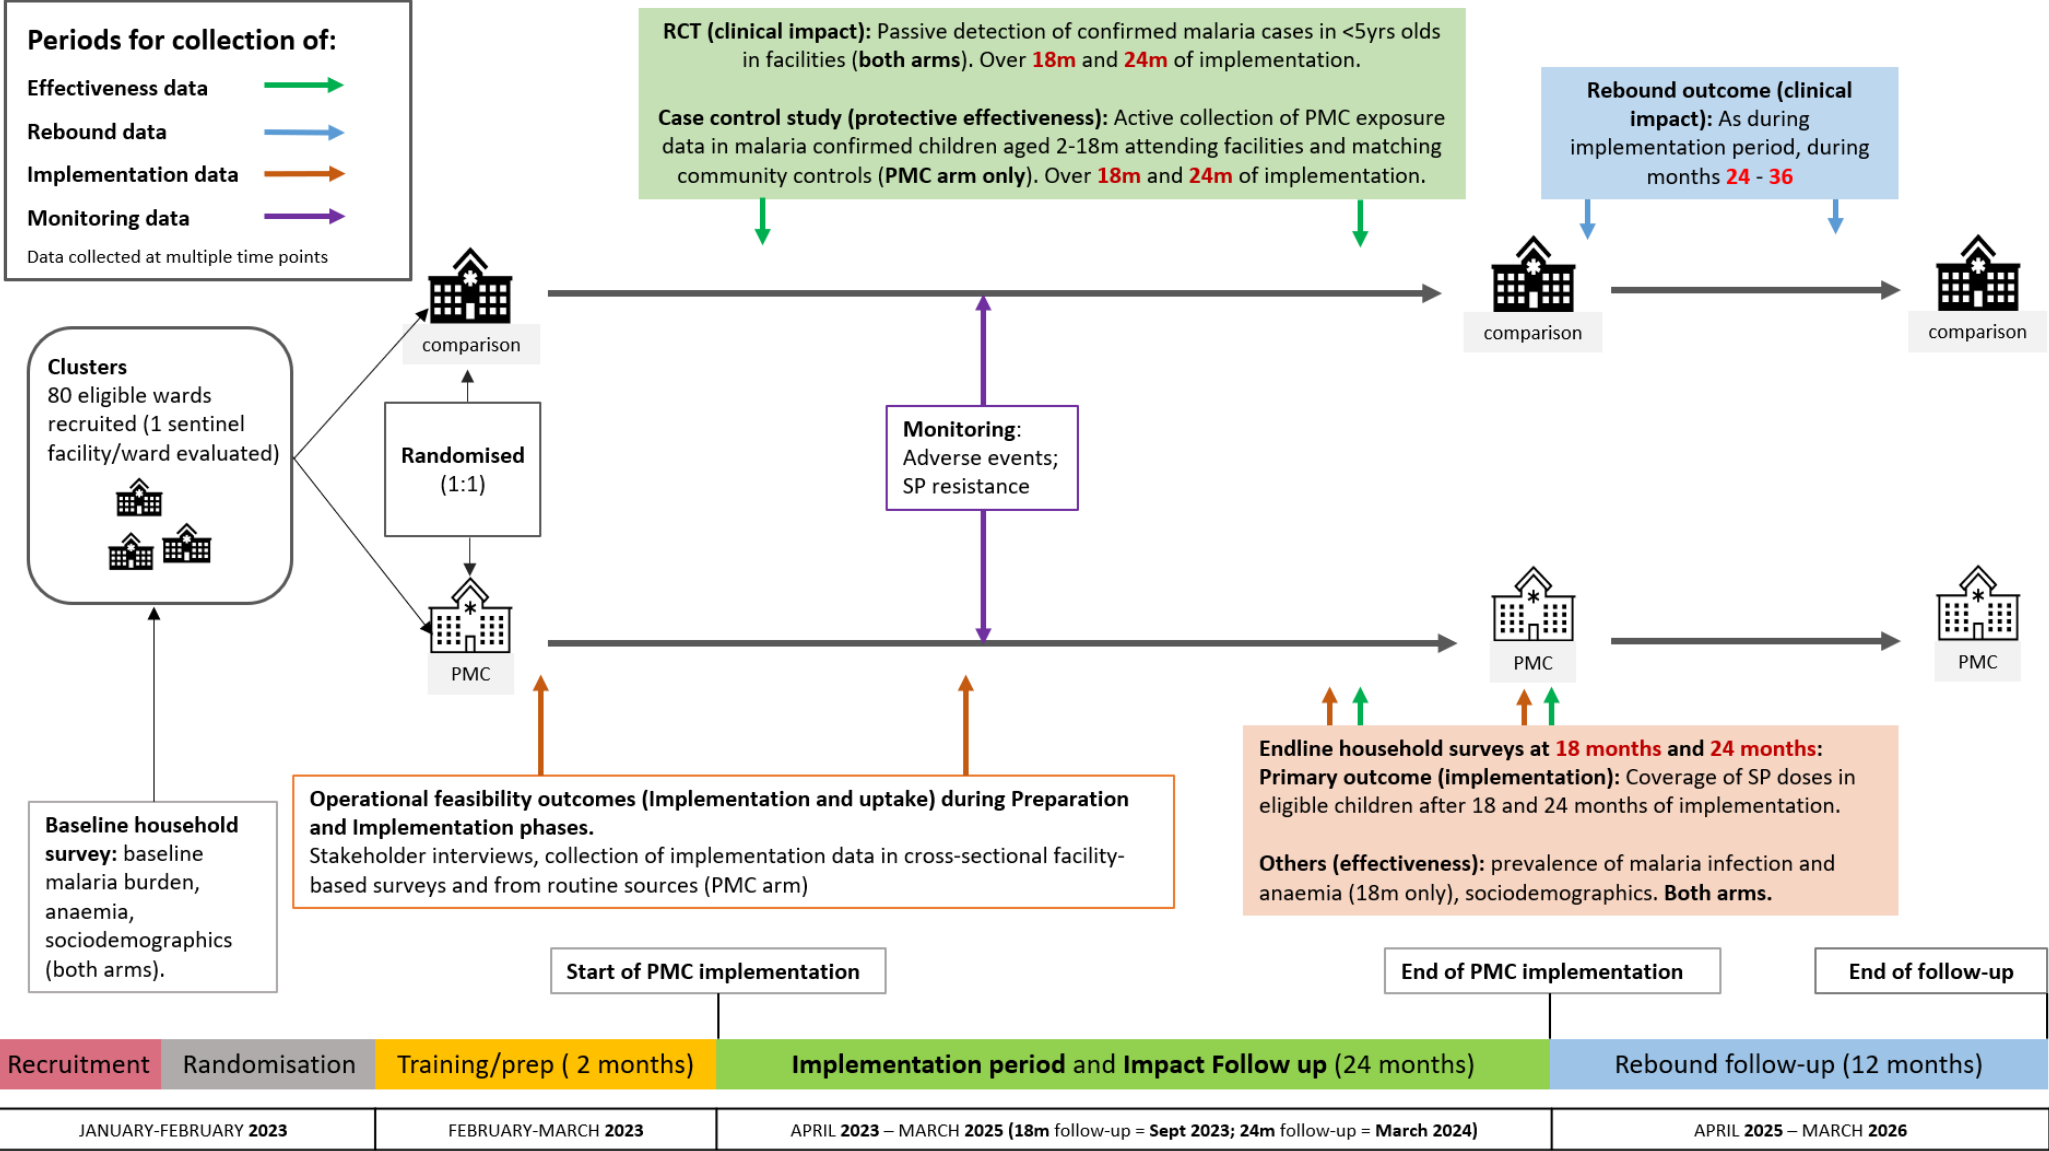 Periods for collection of:
Effectiveness data
Rebound data
Implementation data
Monitoring data
Data collected at multiple time points
RCT (clinical impact): Passive detection of confirmed malaria cases in <5yrs olds
in facilities (both arms). Over 18m and 24m of implementation.
Case control study (protective effectiveness): Active collection of PMC exposure
data in malaria confirmed children aged 2-18m attending facilities and matching
community controls (PMC arm only). Over 18m and 24m of implementation.
Rebound outcome (clinical
impact): As during
implementation period, during
months 24 - 36
comparison
comparison
comparison
Clusters
80 eligible wards
recruited (1 sentinel
facility/ward evaluated)
Randomised
(1:1)
Monitoring:
Adverse events;
SP resistance
PMC
PMC
PMC
Baseline household
survey: baseline
malaria burden,
anaemia,
sociodemographics
(both arms).
Operational feasibility outcomes (Implementation and uptake) during Preparation
and Implementation phases.
Stakeholder interviews, collection of implementation data in cross-sectional facility-
based surveys and from routine sources (PMC arm)
Endline household surveys at 18 months and 24 months:
Primary outcome (implementation): Coverage of SP doses in
eligible children after 18 and 24 months of implementation.
Others (effectiveness): prevalence of malaria infection and
anaemia (18m only), sociodemographics. Both arms.
Start of PMC implementation
End of PMC implementation
End of follow-up
Recruitment
Randomisation
Training/prep ( 2 months)
Implementation period and Impact Follow up (24 months)
Rebound follow-up (12 months)
JANUARY-FEBRUARY 2023
FEBRUARY-MARCH 2023
APRIL 2023 – MARCH 2025 (18m follow-up = Sept 2023; 24m follow-up = March 2024)
APRIL 2025 – MARCH 2026